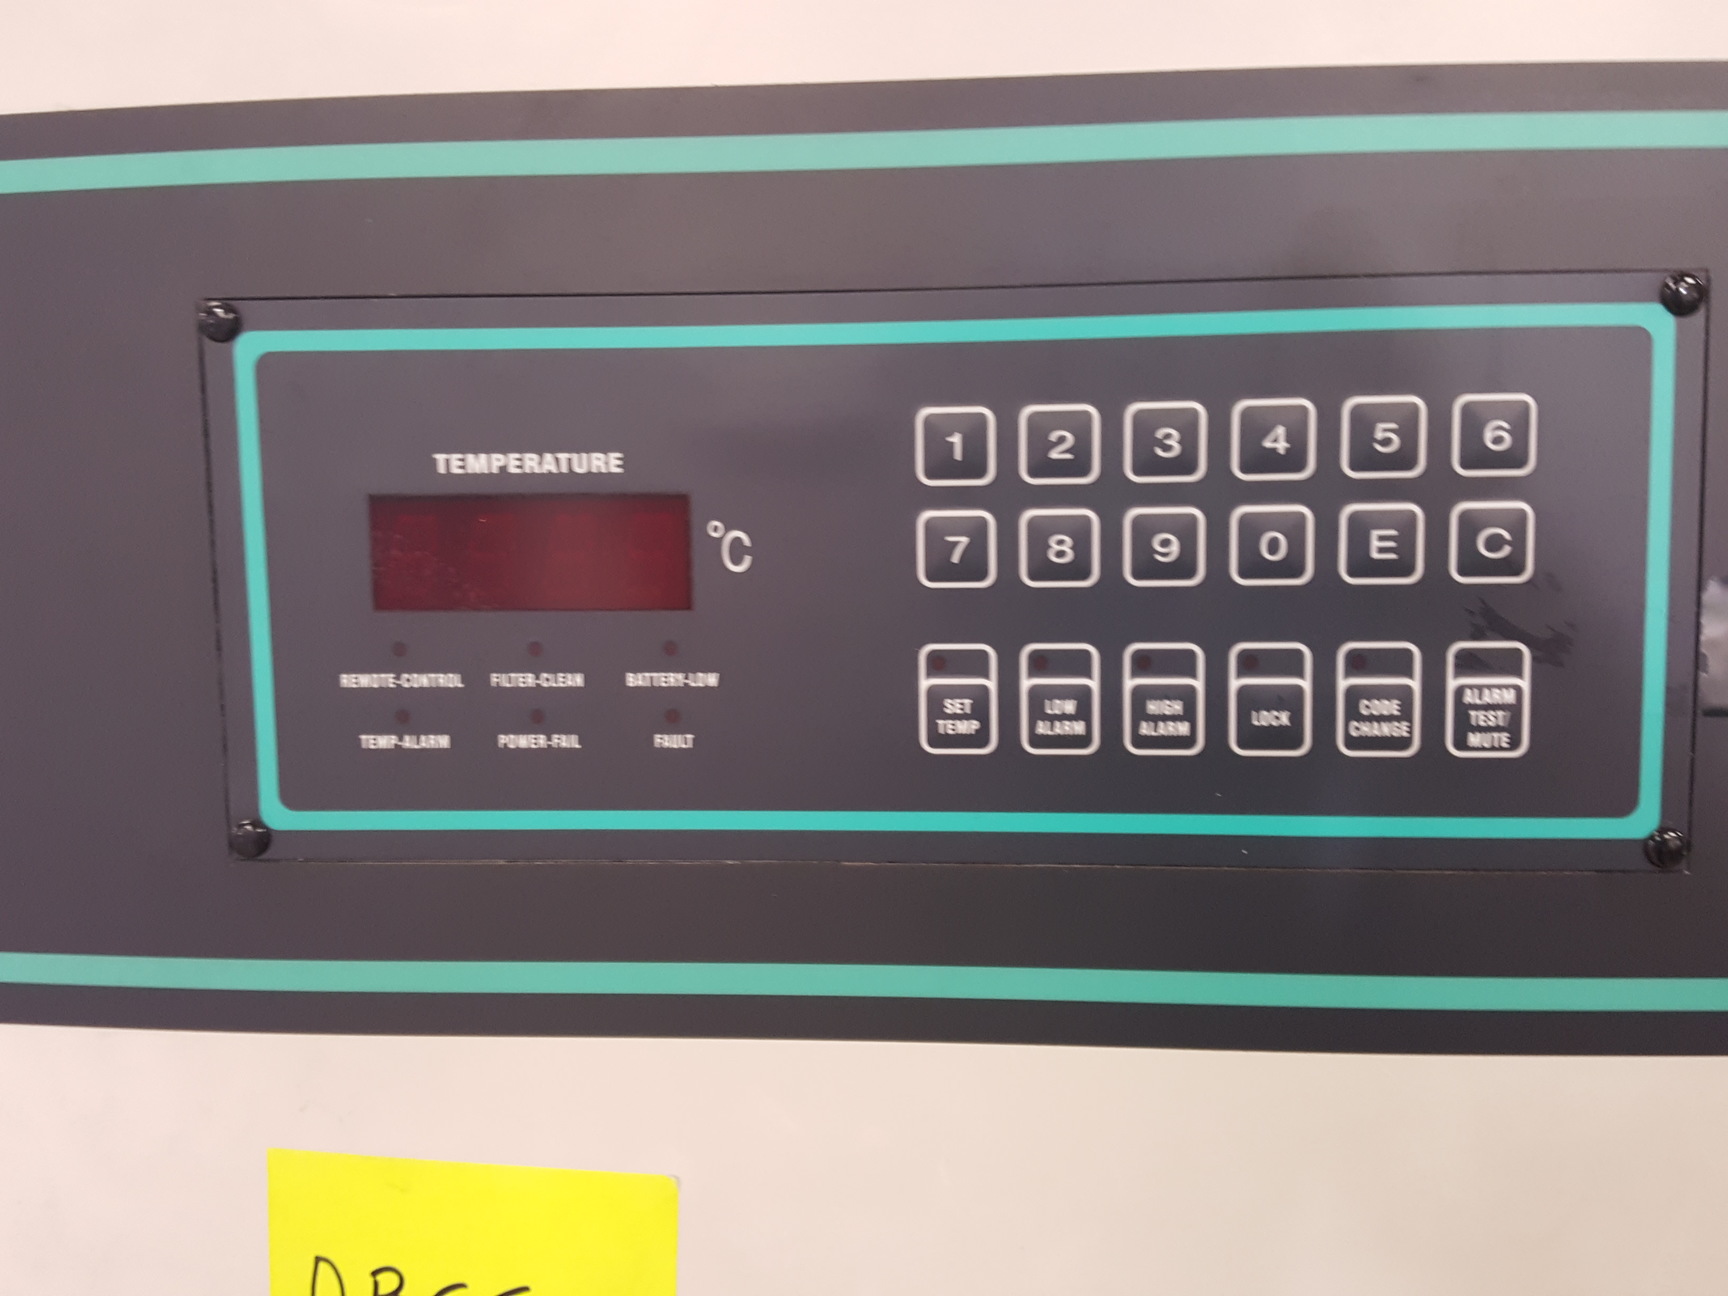 TEMPERATURE
°C
REMOTE-CONTROL FILTER-CLEAN BATTERY-LOW
TEMP-ALARM POWER-FAIL FAULT
1 2 3 4 5 6
7 8 9 0 E C
SET
TEMP
LOW
ALARM
HIGH
ALARM
LOCK
CODE
CHANGE
ALARM
TEST/
MUTE